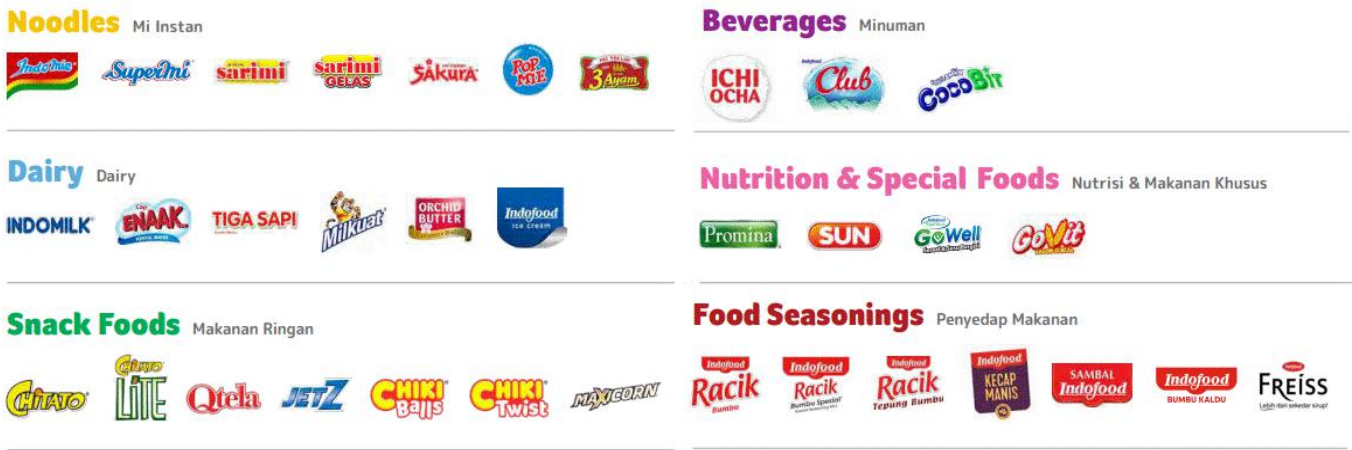 Noodles Mi Instan
Indomie
Supermi
sarimi
sarimi
GELAS
SAKURA
POP
MIE
3 Ayam
Dairy Dairy
INDOMILK
Cap
ENAAK
TIGA SAPI
Milkuat
ORCHID
BUTTER
Indofood
ice cream
Snack Foods Makanan Ringan
CHITATO
CHITATO
LITE
Qtela
JETZ
CHIKI
Balls
CHIKI
Twist
MAXICORN
Beverages Minuman
ICHI
OCHA
Indofood
Club
COCOBIT
Nutrition & Special Foods Nutrisi & Makanan Khusus
Promina
SUN
GoWell
GoVit
Food Seasonings Penyedap Makanan
Indofood
Racik
Bumbu
Indofood
Racik
Bumbu Spesial
Indofood
Racik
Tepung Bumbu
Indofood
KECAP
MANIS
SAMBAL
Indofood
Indofood
BUMBU KALDU
FREISS
Lebih dari sekedar sirup!